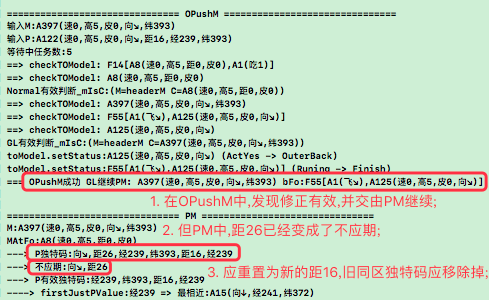 ============================ OPushM ============================
输入M:A397(速0,高5,皮0,向↘,纬393)
输入P:A122(速0,高5,皮0,向↘,距16,经239,纬393)
等待中任务数:5
==> checkTOModel: F14[A8(速0,高5,距0,皮0),A1(吃1)]
==> checkTOModel: A8(速0,高5,距0,皮0)
Normal有效判断_mIsC:(M=headerM C=A8(速0,高5,距0,皮0))
==> checkTOModel: A397(速0,高5,皮0,向↘,纬393)
==> checkTOModel: F55[A1(飞↘),A125(速0,高5,距0,皮0,向↘)]
==> checkTOModel: A125(速0,高5,距0,皮0,向↘)
GL有效判断_mIsC:(M=headerM C=A397(速0,高5,皮0,向↘,纬393))
toModel.setStatus:A125(速0,高5,距0,皮0,向↘) (ActYes -> OuterBack)
toModel.setStatus:F55[A1(飞↘),A125(速0,高5,距0,皮0,向↘)] (Runing -> Finish)
=== OPushM成功 GL继续PM: A397(速0,高5,皮0,向↘,纬393) bFo:F55[A1(飞↘),A125(速0,高5,距0,皮0,向↘)]
1. 在OPushM中,发现修正有效,并交由PM继续;
============================ PM ============================
M:A397(速0,高5,皮0,向↘,纬393)
2. 但PM中,距26已经变成了不应期;
MAtFo:A8(速0,高5,距0,皮0)
---> P独特码:向↘,距26,经239,纬393,距16,经239
---> 不应期:向↘,距26
3. 应重置为新的距16,旧同区独特码应移除掉;
---> P有效独特码:经239,纬393,距16,经239
----> firstJustPValue:经239 => 最相近:A15(向↓,经241,纬372)